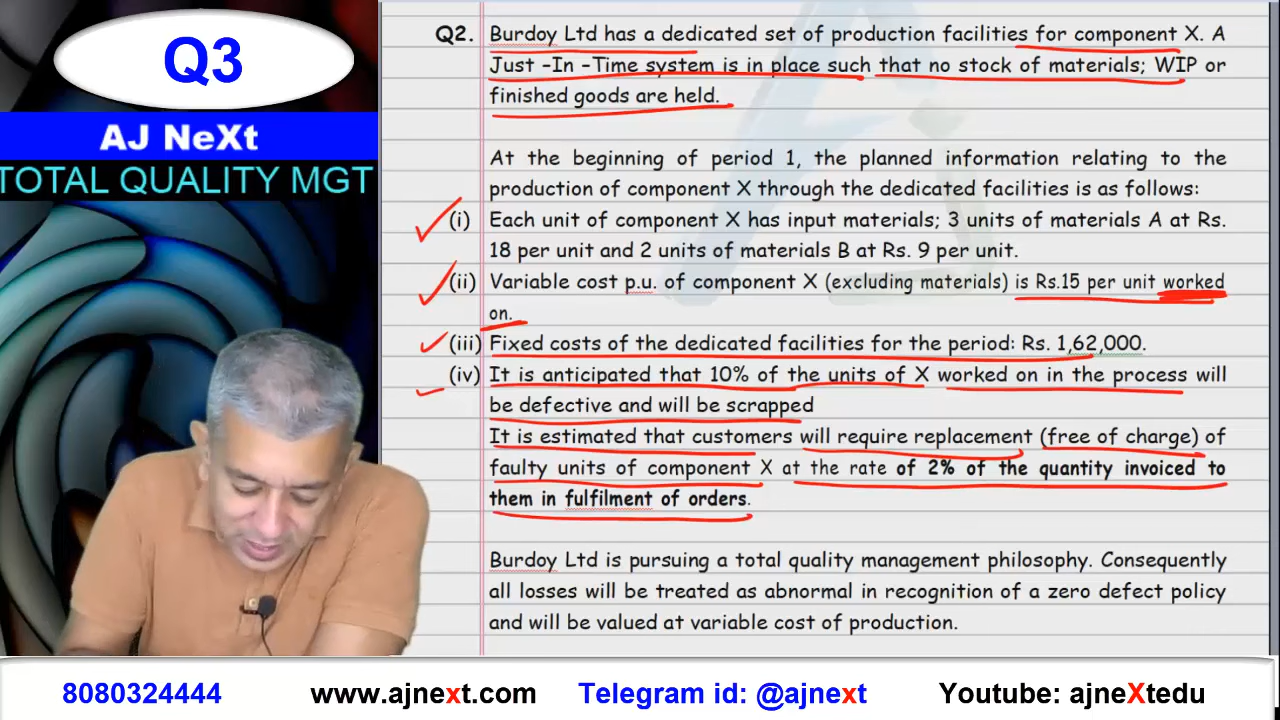 Q3
AJ NeXt
TOTAL QUALITY MGT
Q2. Burdoy Ltd has a dedicated set of production facilities for component X. A
Just -In -Time system is in place such that no stock of materials; WIP or
finished goods are held.
At the beginning of period 1, the planned information relating to the
production of component X through the dedicated facilities is as follows:
(i) Each unit of component X has input materials; 3 units of materials A at Rs.
18 per unit and 2 units of materials B at Rs. 9 per unit.
(ii) Variable cost p.u. of component X (excluding materials) is Rs.15 per unit worked
on.
(iii) Fixed costs of the dedicated facilities for the period: Rs. 1,62,000.
(iv) It is anticipated that 10% of the units of X worked on in the process will
be defective and will be scrapped
It is estimated that customers will require replacement (free of charge) of
faulty units of component X at the rate of 2% of the quantity invoiced to
them in fulfilment of orders.
Burdoy Ltd is pursuing a total quality management philosophy. Consequently
all losses will be treated as abnormal in recognition of a zero defect policy
and will be valued at variable cost of production.
8080324444 www.ajnext.com Telegram id: @ajnext Youtube: ajneXtedu